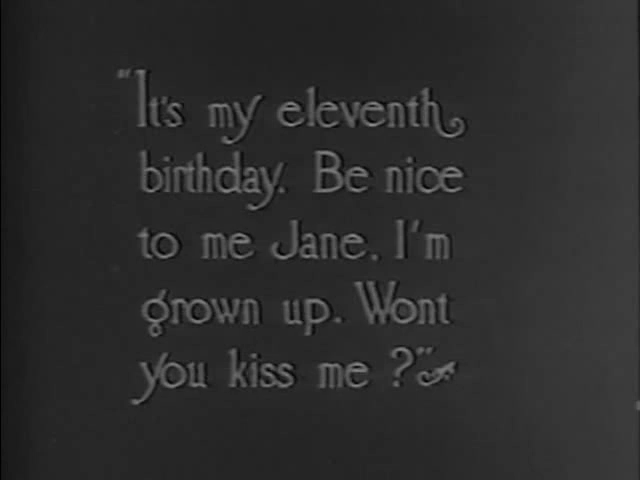 "It's my eleventh
birthday. Be nice
to me Jane. I'm
grown up. Wont
you kiss me?"